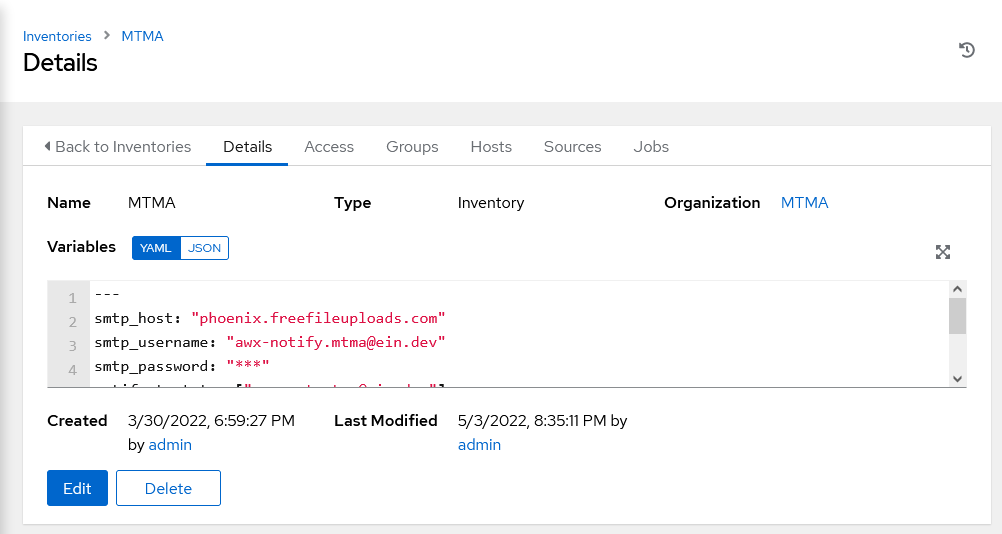 Inventories > MTMA
Details
Back to Inventories Details Access Groups Hosts Sources Jobs
Name MTMA Type Inventory Organization MTMA
Variables YAML JSON
1 ---
2 smtp_host: "phoenix.freefileuploads.com"
3 smtp_username: "awx-notify.mtma@ein.dev"
4 smtp_password: "***"
Created 3/30/2022, 6:59:27 PM Last Modified 5/3/2022, 8:35:11 PM by
by admin admin
Edit Delete